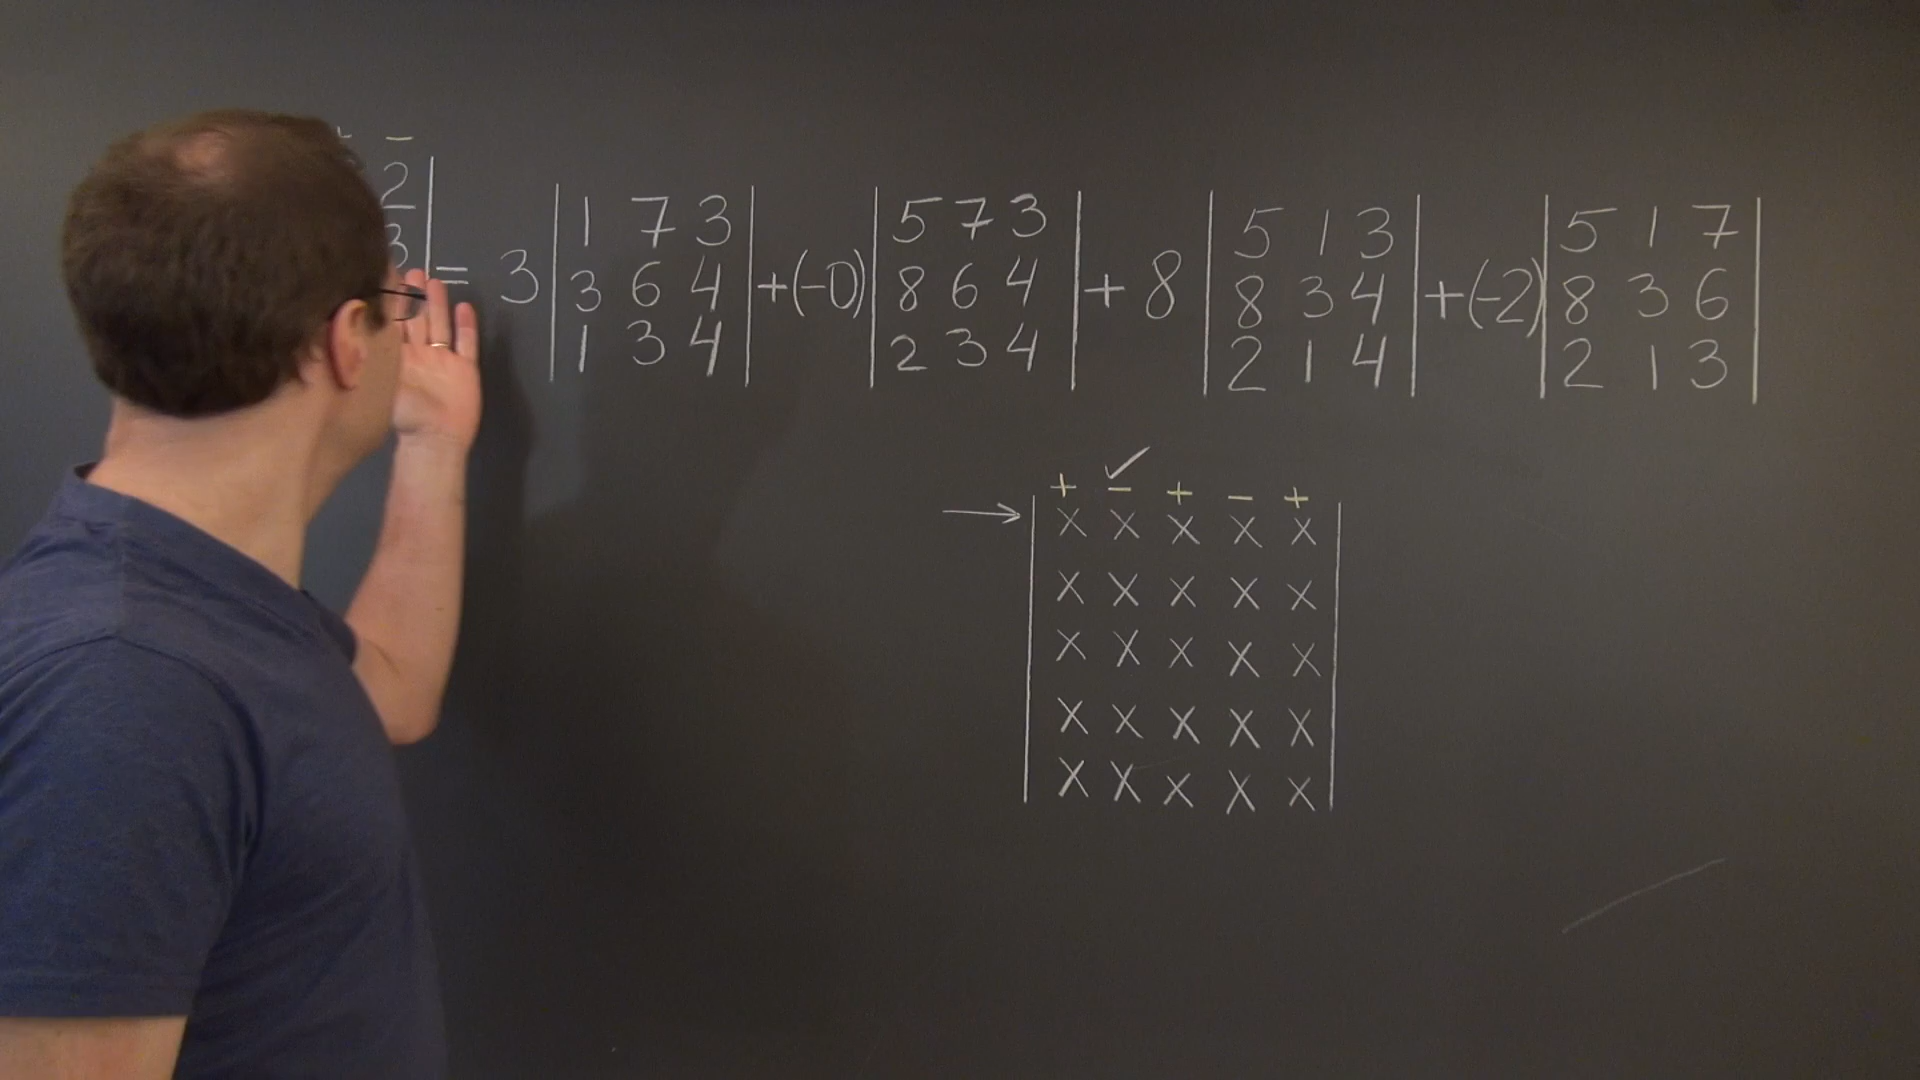 + −
2
3 | = 3 | 1 7 3 | + (-0) | 5 7 3 | + 8 | 5 1 3 | + (-2) | 5 1 7 |
| 3 6 4 | | 8 6 4 | | 8 3 4 | | 8 3 6 |
| 1 3 4 | | 2 3 4 | | 2 1 4 | | 2 1 3 |
✓
+ − + − +
→ | x x x x x |
| x x x x x |
| x x x x x |
| x x x x x |
| x x x x x |